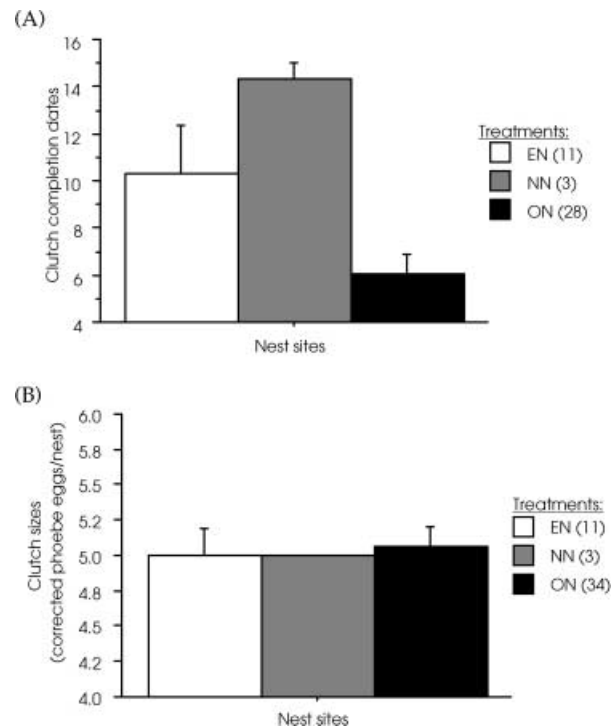 (A)
16
14
12
10
8
6
4
Clutch completion dates
Nest sites
Treatments:
EN (11)
NN (3)
ON (28)
(B)
6.0
5.8
5.5
5.2
5.0
4.8
4.5
4.2
4.0
Clutch sizes
(corrected phoebe eggs/nest)
Nest sites
Treatments:
EN (11)
NN (3)
ON (34)